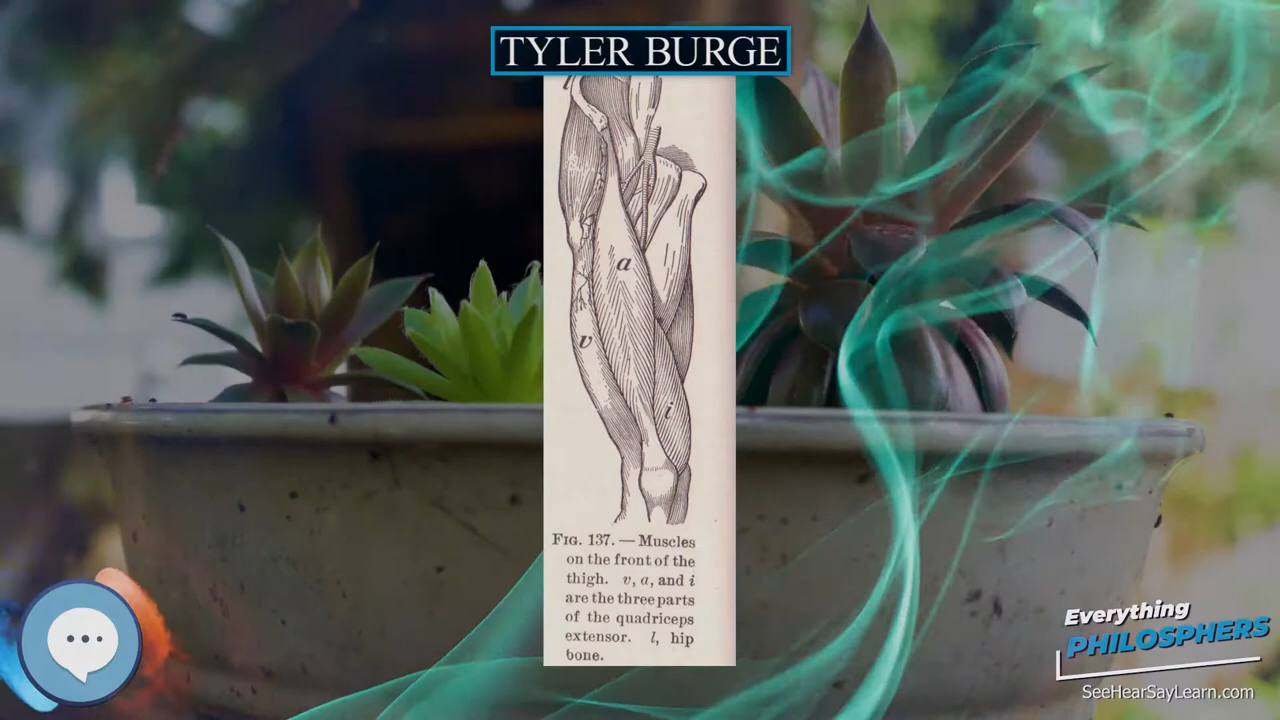 TYLER BURGE
a
v
i
FIG. 137. — Muscles
on the front of the
thigh. v, a, and i
are the three parts
of the quadriceps
extensor. l, hip
bone.
Everything
PHILOSPHERS
SeeHearSayLearn.com